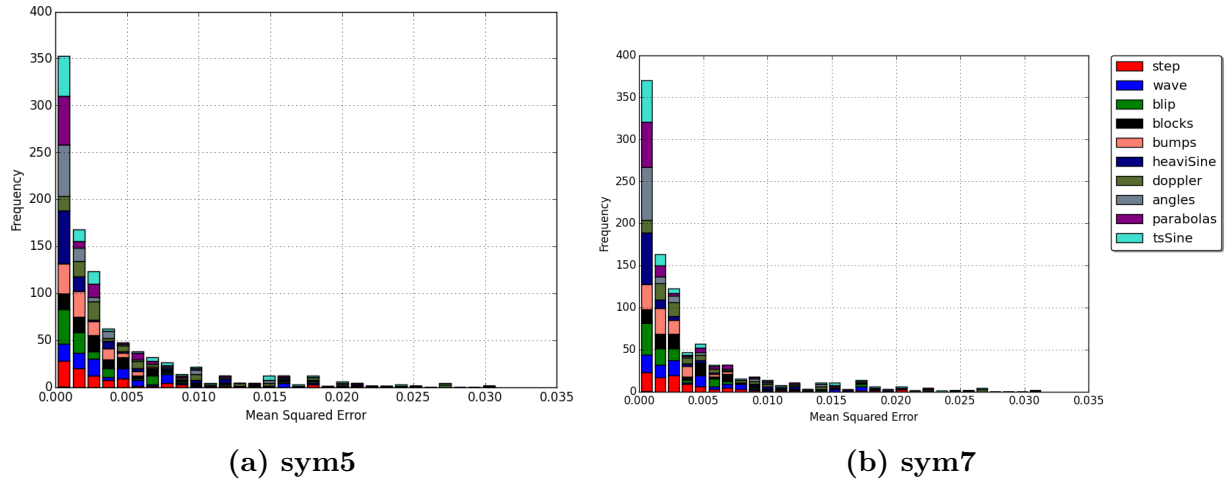 400
350
300
250
200
150
100
50
0
Frequency
0.000 0.005 0.010 0.015 0.020 0.025 0.030 0.035
Mean Squared Error
(a) sym5
400
350
300
250
200
150
100
50
0
Frequency
0.000 0.005 0.010 0.015 0.020 0.025 0.030 0.035
Mean Squared Error
(b) sym7
step
wave
blip
blocks
bumps
heaviSine
doppler
angles
parabolas
tsSine